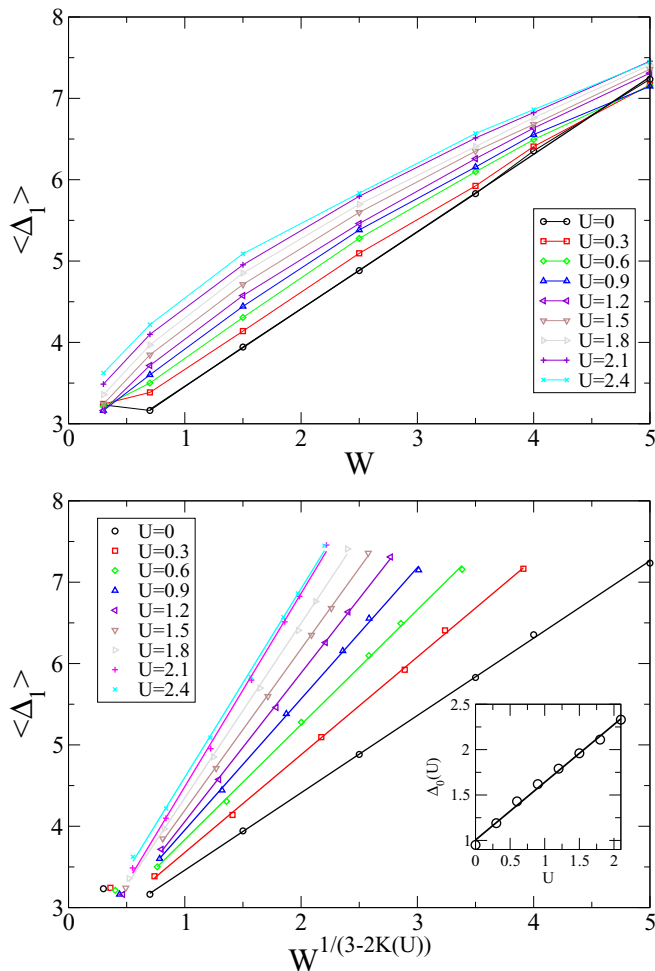 8
7
6
5
4
3
<Δ₁>
0
1
2
3
4
5
W
U=0
U=0.3
U=0.6
U=0.9
U=1.2
U=1.5
U=1.8
U=2.1
U=2.4
8
7
6
5
4
3
<Δ₁>
U=0
U=0.3
U=0.6
U=0.9
U=1.2
U=1.5
U=1.8
U=2.1
U=2.4
2.5
2
1.5
1
Δ₀(U)
0
0.5
1
1.5
2
U
0
1
2
3
4
5
W^1/(3-2K(U))